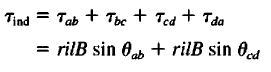 τind = τab + τbc + τcd + τda
= rilB sin θab + rilB sin θcd